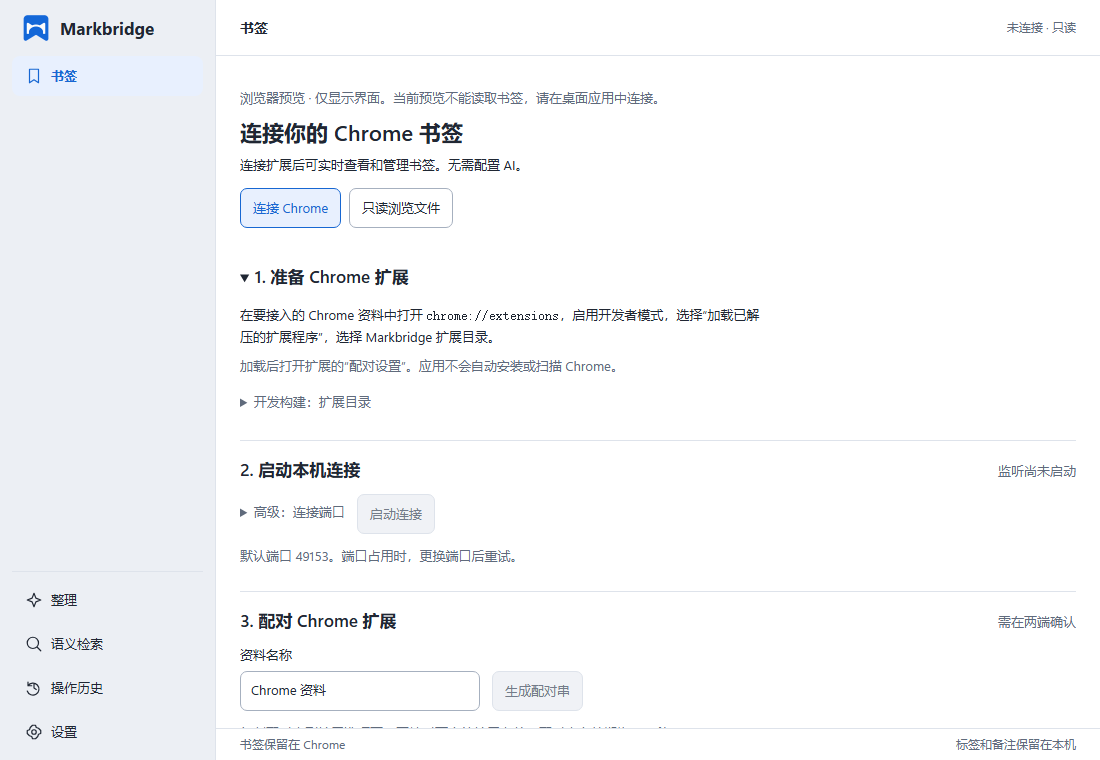 Markbridge
书签
整理
语义检索
操作历史
设置
书签
未连接 · 只读
浏览器预览 · 仅显示界面。当前预览不能读取书签，请在桌面应用中连接。
连接你的 Chrome 书签
连接扩展后可实时查看和管理书签。无需配置 AI。
连接 Chrome
只读浏览文件
1. 准备 Chrome 扩展
在要接入的 Chrome 资料中打开 chrome://extensions，启用开发者模式，选择“加载已解
压的扩展程序”，选择 Markbridge 扩展目录。
加载后打开扩展的“配对设置”。应用不会自动安装或扫描 Chrome。
开发构建：扩展目录
2. 启动本机连接
监听尚未启动
高级：连接端口
启动连接
默认端口 49153。端口占用时，更换端口后重试。
3. 配对 Chrome 扩展
需在两端确认
资料名称
Chrome 资料
生成配对串
书签保留在 Chrome
标签和备注保留在本机